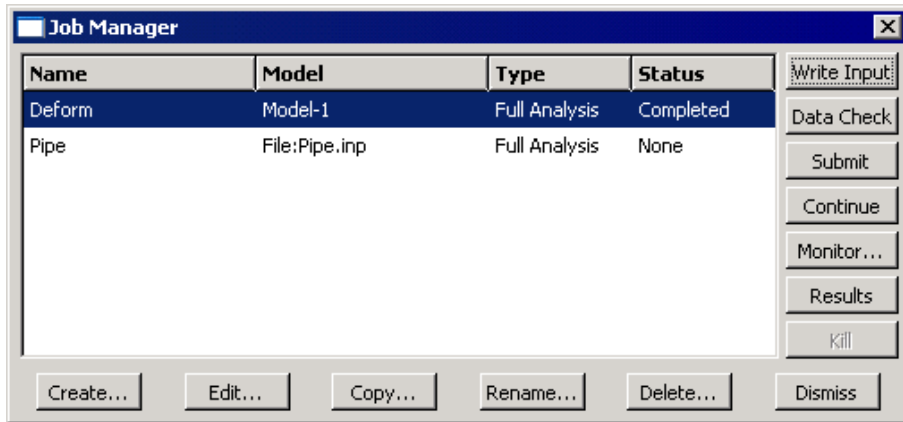 Job Manager
Name Model Type Status
Deform Model-1 Full Analysis Completed
Pipe File:Pipe.inp Full Analysis None
Write Input
Data Check
Submit
Continue
Monitor...
Results
Kill
Create... Edit... Copy... Rename... Delete... Dismiss